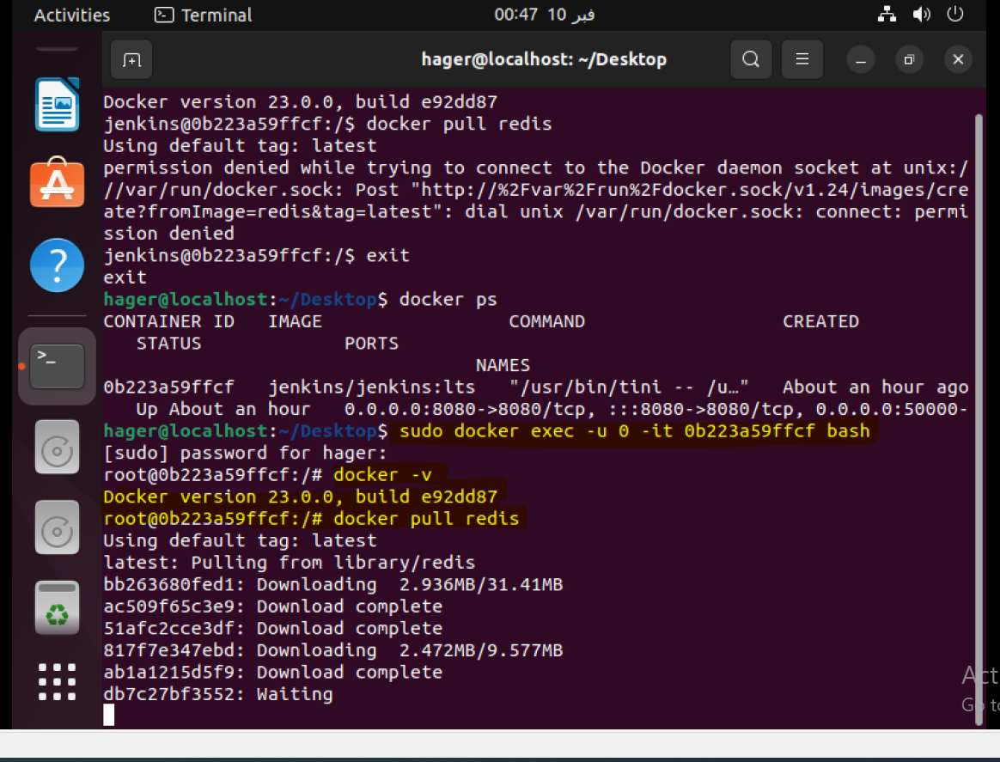 Activities Terminal 00:47 10 فبر
hager@localhost: ~/Desktop
Docker version 23.0.0, build e92dd87
jenkins@0b223a59ffcf:/$ docker pull redis
Using default tag: latest
permission denied while trying to connect to the Docker daemon socket at unix:/
//var/run/docker.sock: Post "http://%2Fvar%2Frun%2Fdocker.sock/v1.24/images/cre
ate?fromImage=redis&tag=latest": dial unix /var/run/docker.sock: connect: permi
ssion denied
jenkins@0b223a59ffcf:/$ exit
exit
hager@localhost:~/Desktop$ docker ps
CONTAINER ID   IMAGE                 COMMAND                  CREATED
   STATUS             PORTS
                                  NAMES
0b223a59ffcf   jenkins/jenkins:lts   "/usr/bin/tini -- /u…"   About an hour ago
   Up About an hour   0.0.0.0:8080->8080/tcp, :::8080->8080/tcp, 0.0.0.0:50000-
hager@localhost:~/Desktop$ sudo docker exec -u 0 -it 0b223a59ffcf bash
[sudo] password for hager:
root@0b223a59ffcf:/# docker -v
Docker version 23.0.0, build e92dd87
root@0b223a59ffcf:/# docker pull redis
Using default tag: latest
latest: Pulling from library/redis
bb263680fed1: Downloading  2.936MB/31.41MB
ac509f65c3e9: Download complete
51afc2cce3df: Download complete
817f7e347ebd: Downloading  2.472MB/9.577MB
ab1a1215d5f9: Download complete
db7c27bf3552: Waiting